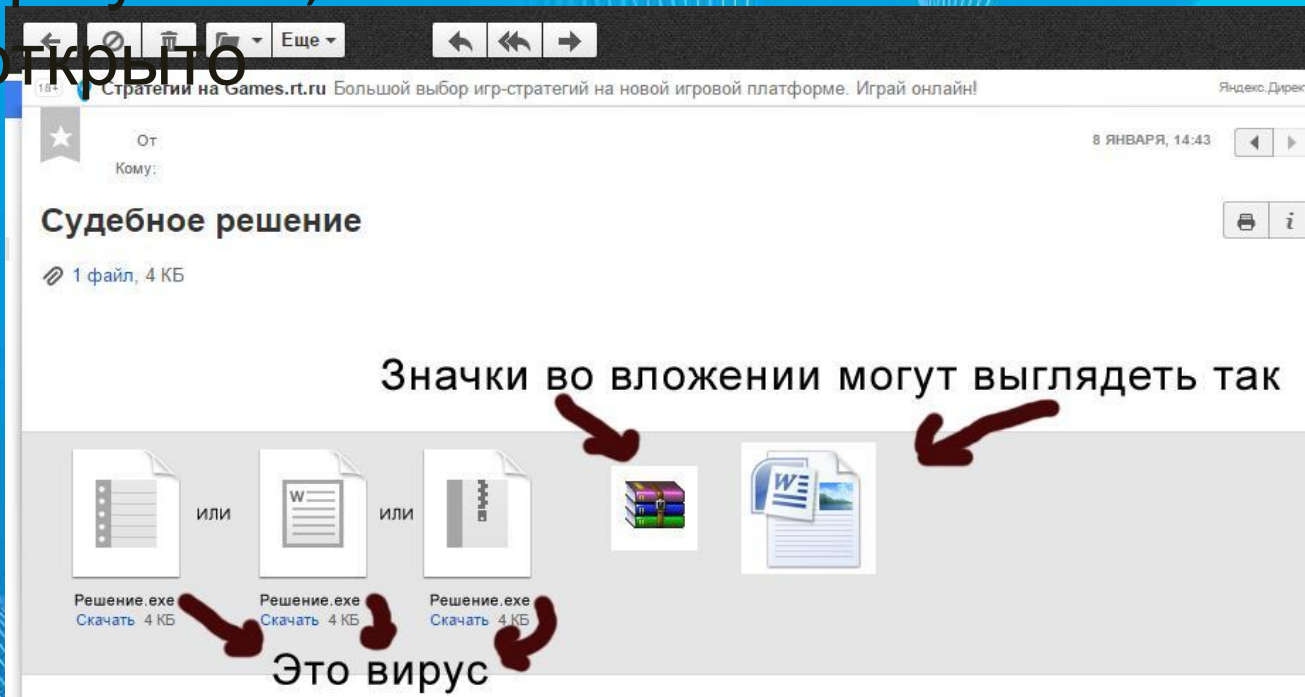 открыто
Еще
18+ Стратегии на Games.rt.ru Большой выбор игр-стратегий на новой игровой платформе. Играй онлайн!
От
8 ЯНВАРЯ, 14:43
Кому:
Судебное решение
1 файл, 4 КБ
Значки во вложении могут выглядеть так
или
или
W
W
Решение.exe Решение.exe Решение.exe
Скачать 4 КБ Скачать 4 КБ Скачать 4 КБ
Это вирус